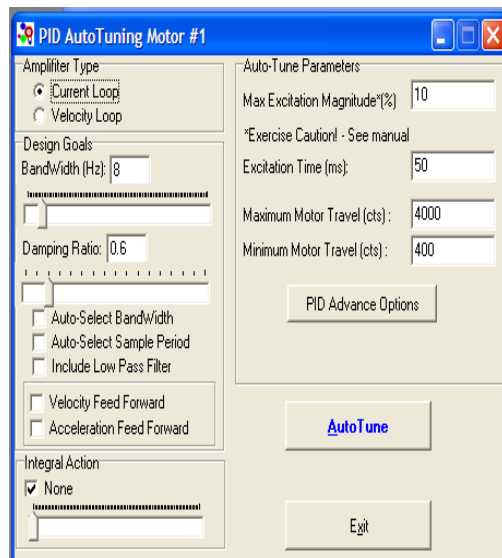 PID AutoTuning Motor #1
Amplifiter Type
Current Loop
Velocity Loop
Design Goals
BandWidth (Hz): 8
Damping Ratio: 0.6
Auto-Select BandWidth
Auto-Select Sample Period
Include Low Pass Filter
Velocity Feed Forward
Acceleration Feed Forward
Integral Action
None
Auto-Tune Parameters
Max Excitation Magnitude*(%) 10
*Exercise Caution! - See manual
Excitation Time (ms): 50
Maximum Motor Travel (cts) : 4000
Minimum Motor Travel (cts) : 400
PID Advance Options
AutoTune
Exit